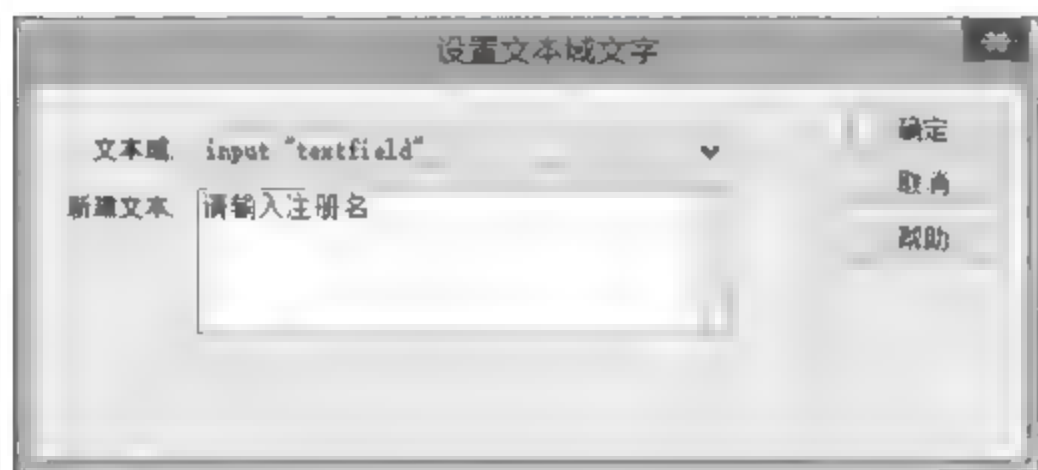 设置文本域文字
文本域 input "textfield"
确定
取消
新建文本 请输入注册名
帮助